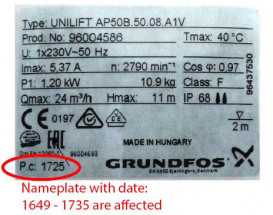 Type: UNILIFT AP50B.50.08.A1V
Prod. No: 96004586 Tmax: 40°C
U: 1x230V~50 Hz
Imax: 5,37 A n: 2790 min⁻¹ Cos φ: 0,97
P1: 1,20 kW 10.9 kg Class: F
Qmax: 24 m³/h Hmax: 11 m IP 68
96437530
0197
2 m
96004592
MADE IN HUNGARY
P.c: 1725
GRUNDFOS
Nameplate with date:
1649 - 1735 are affected